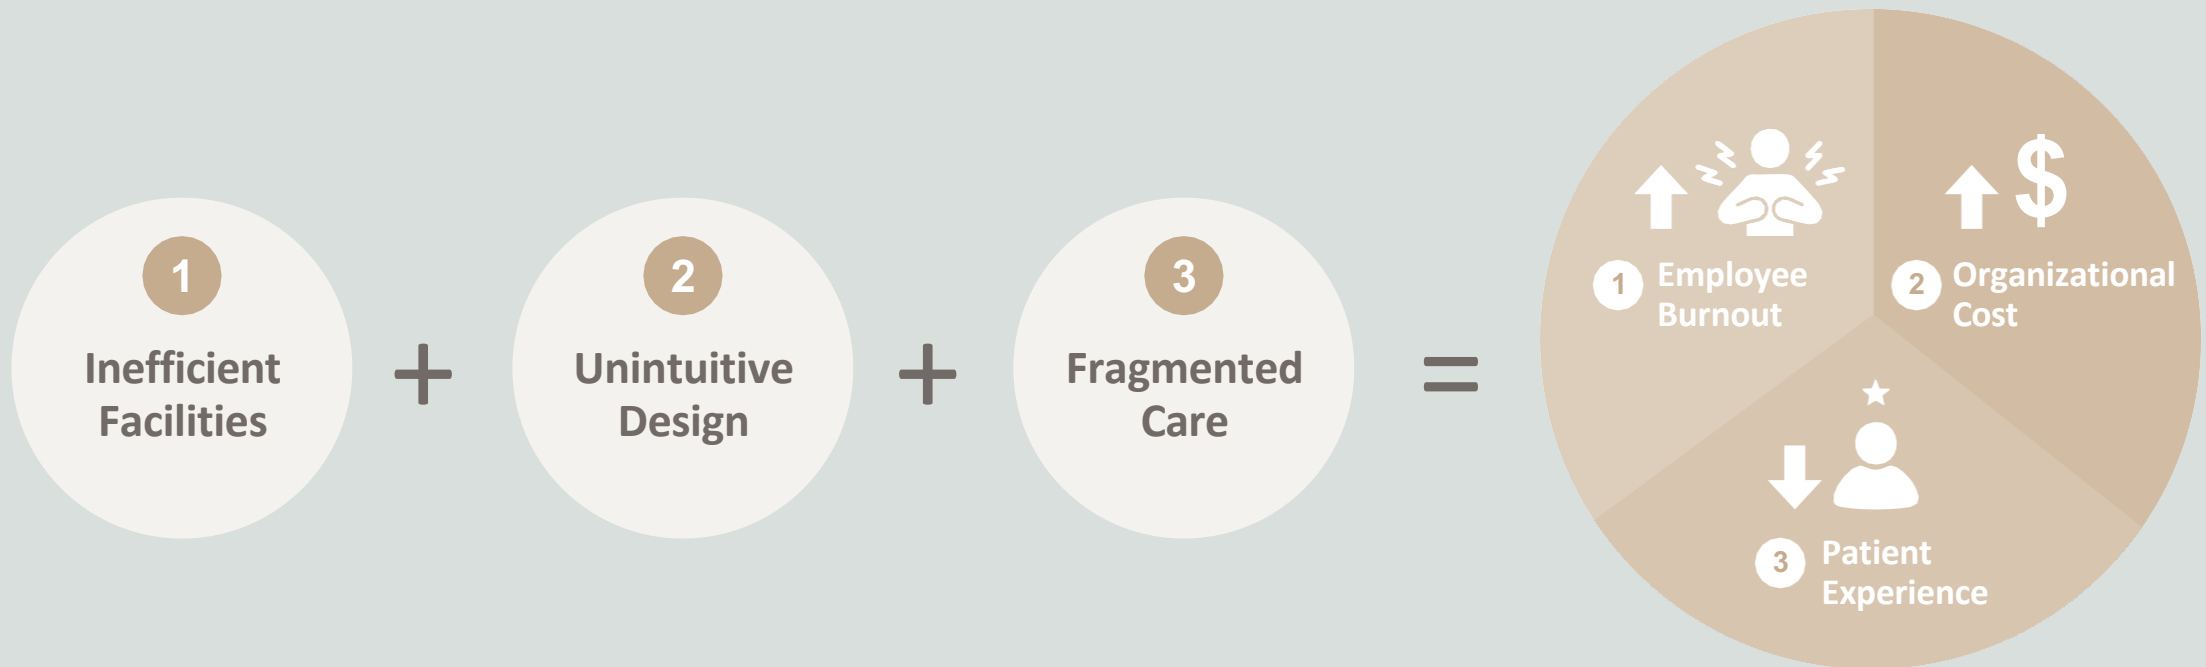 1
Inefficient
Facilities
+
2
Unintuitive
Design
+
3
Fragmented
Care
=
$
1 Employee
Burnout
2 Organizational
Cost
3 Patient
Experience